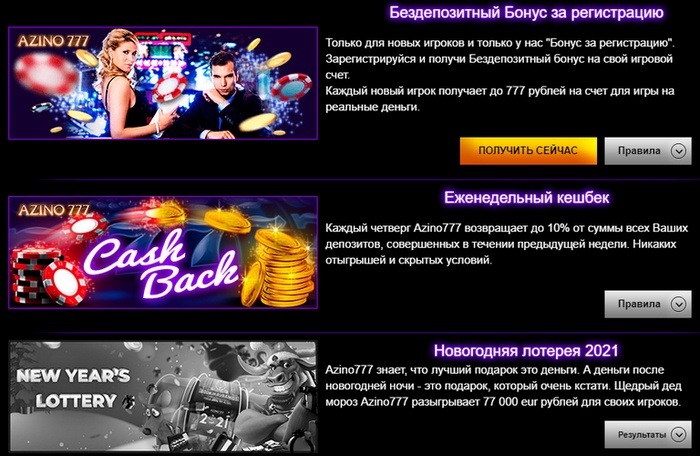 Бездепозитный Бонус за регистрацию
AZINO 777
Только для новых игроков и только у нас "Бонус за регистрацию".
Зарегистрируйся и получи Бездепозитный бонус на свой игровой
счет.
Каждый новый игрок получает до 777 рублей на счет для игры на
реальные деньги.
ПОЛУЧИТЬ СЕЙЧАС
Правила
Еженедельный кешбек
AZINO 777
Cash
Back
Каждый четверг Azino777 возвращает до 10% от суммы всех Ваших
депозитов, совершенных в течении предыдущей недели. Никаких
отыгрышей и скрытых условий.
Правила
Новогодняя лотерея 2021
NEW YEAR'S
LOTTERY
2021
Azino777 знает, что лучший подарок это деньги. А деньги после
новогодней ночи - это подарок, который очень кстати. Щедрый дед
мороз Azino777 разыгрывает 77 000 eur рублей для своих игроков.
Результаты